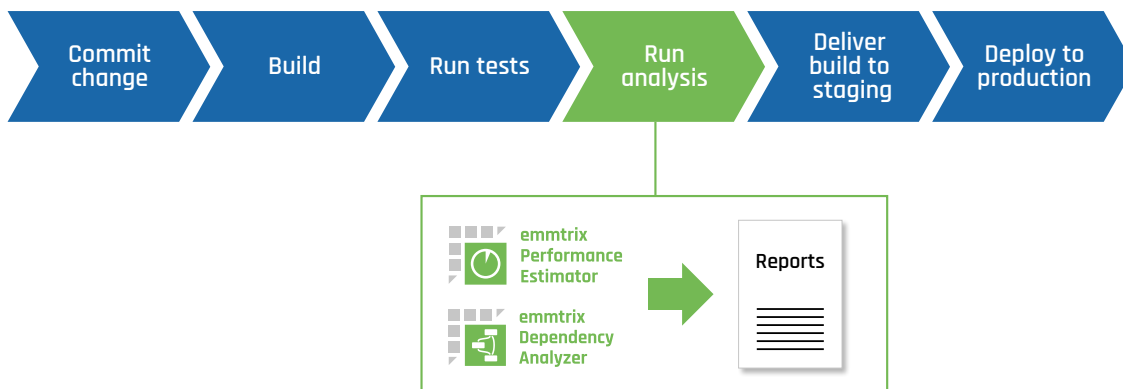 Commit
change
Build
Run tests
Run
analysis
Deliver
build to
staging
Deploy to
production
emmtrix
Performance
Estimator
emmtrix
Dependency
Analyzer
Reports